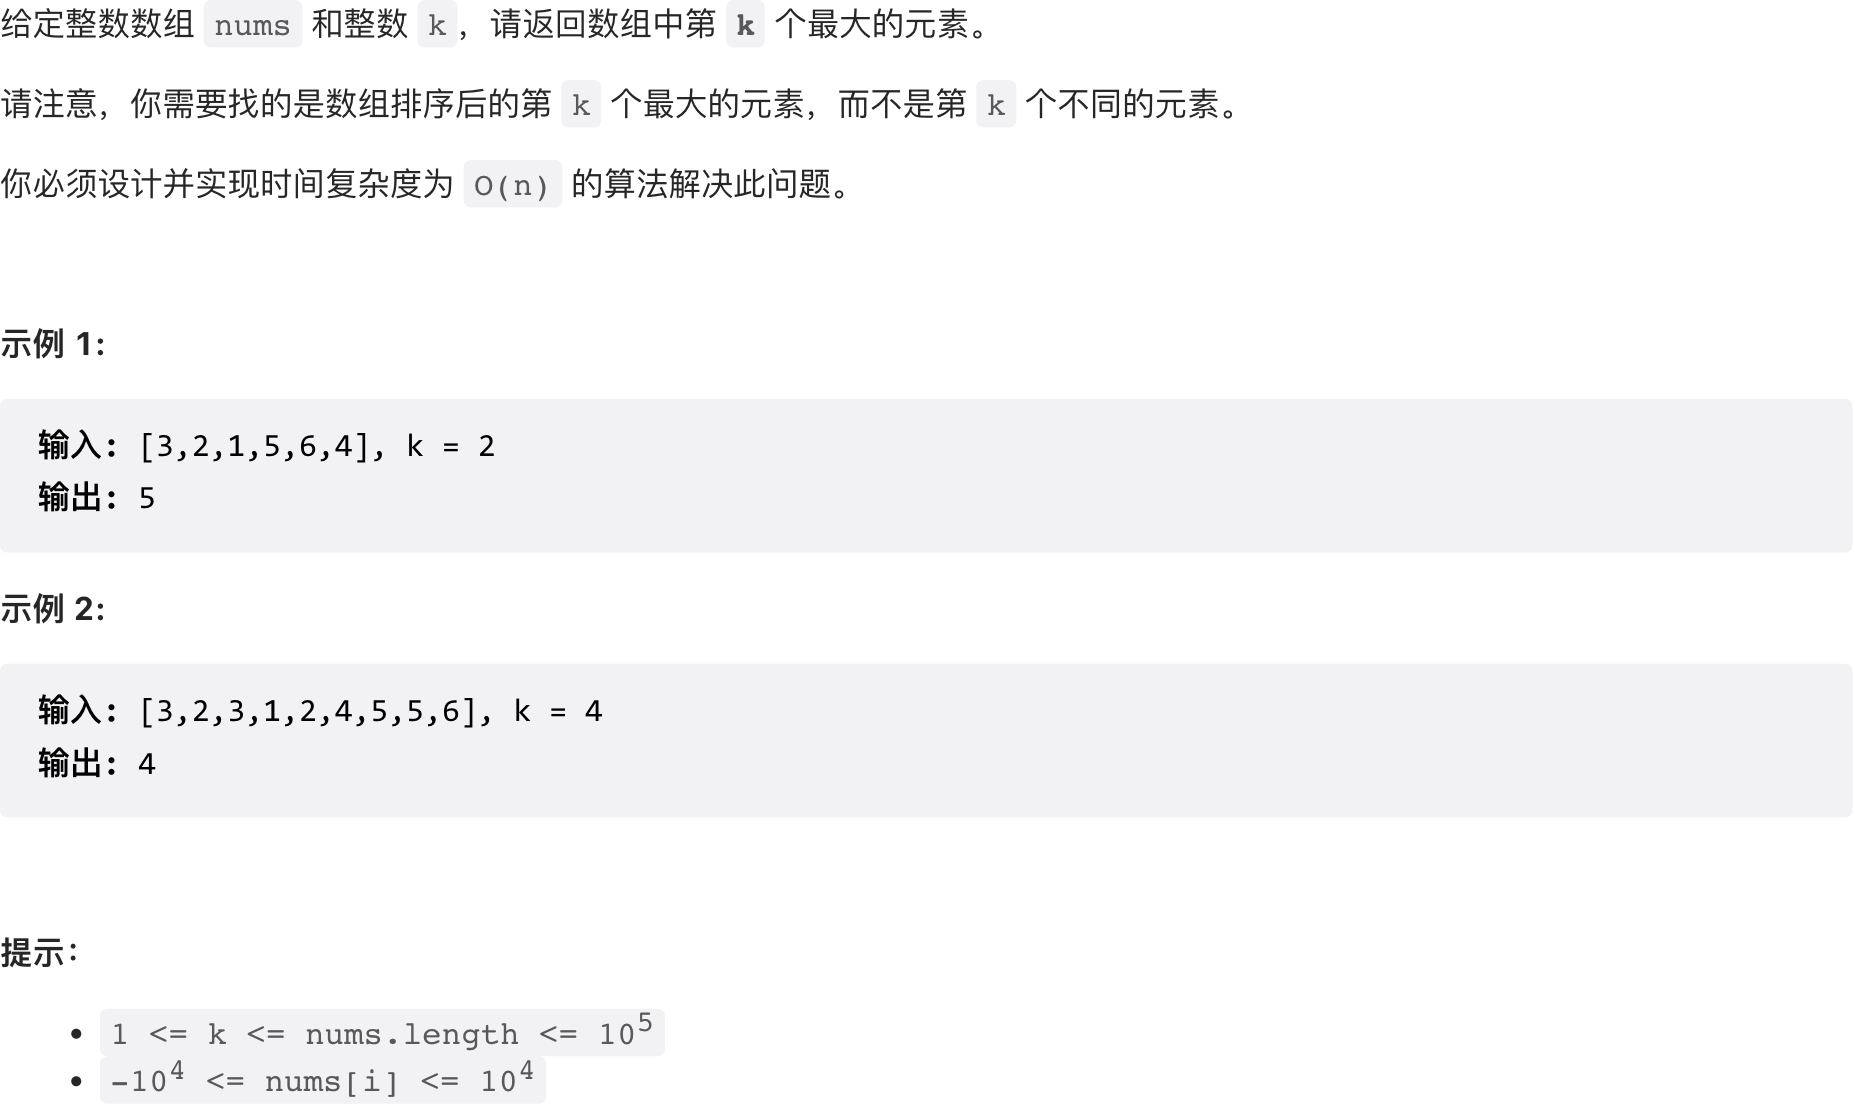 给定整数数组 nums 和整数 k，请返回数组中第 k 个最大的元素。
请注意，你需要找的是数组排序后的第 k 个最大的元素，而不是第 k 个不同的元素。
你必须设计并实现时间复杂度为 O(n) 的算法解决此问题。
示例 1:
输入: [3,2,1,5,6,4], k = 2
输出: 5
示例 2:
输入: [3,2,3,1,2,4,5,5,6], k = 4
输出: 4
提示：
• 1 <= k <= nums.length <= 10⁵
• -10⁴ <= nums[i] <= 10⁴